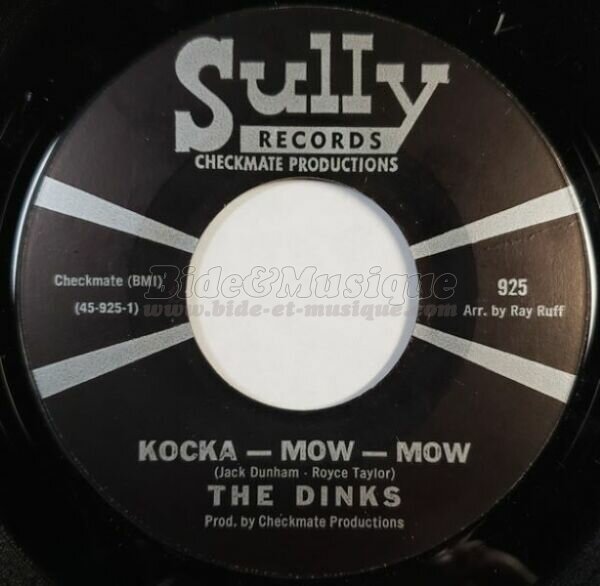 Sully
RECORDS
CHECKMATE PRODUCTIONS
Checkmate (BMI)
(45-925-1)
Bide&Musique
www.bide-et-musique.com
925
Arr. by Ray Ruff
KOCKA — MOW — MOW
(Jack Dunham - Royce Taylor)
THE DINKS
Prod. by Checkmate Productions